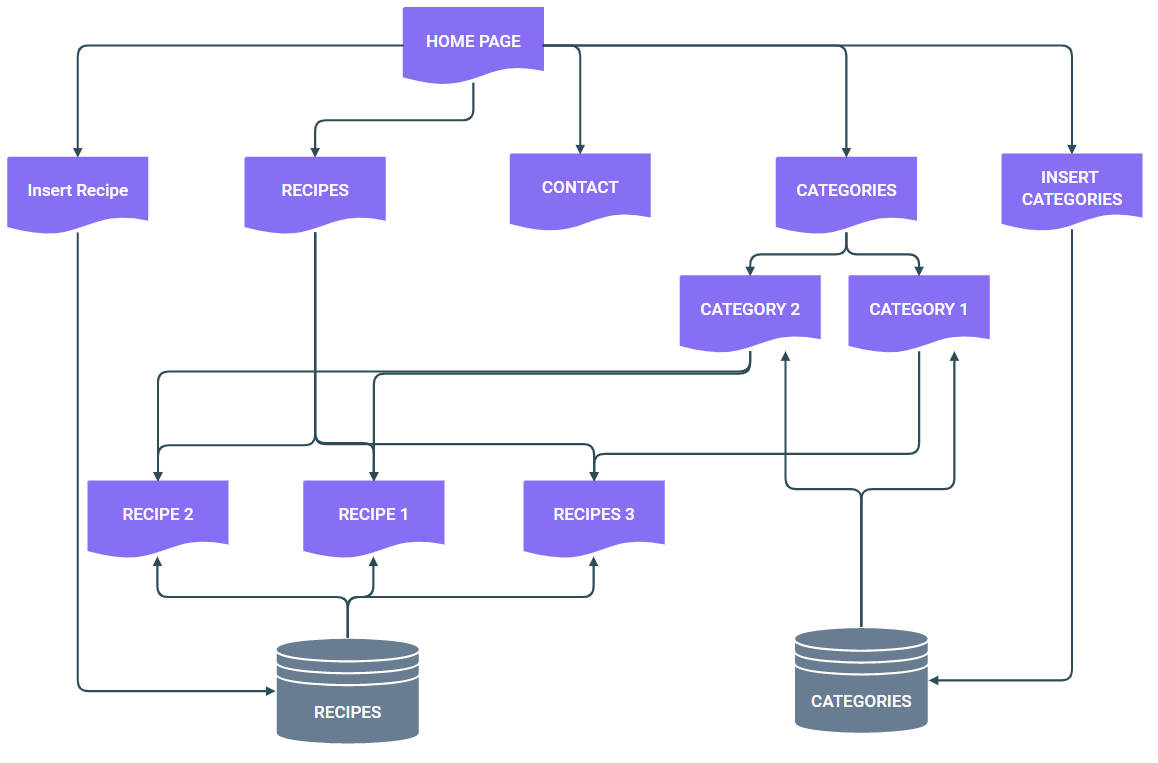 HOME PAGE
Insert Recipe
RECIPES
CONTACT
CATEGORIES
INSERT
CATEGORIES
CATEGORY 2
CATEGORY 1
RECIPE 2
RECIPE 1
RECIPES 3
RECIPES
CATEGORIES